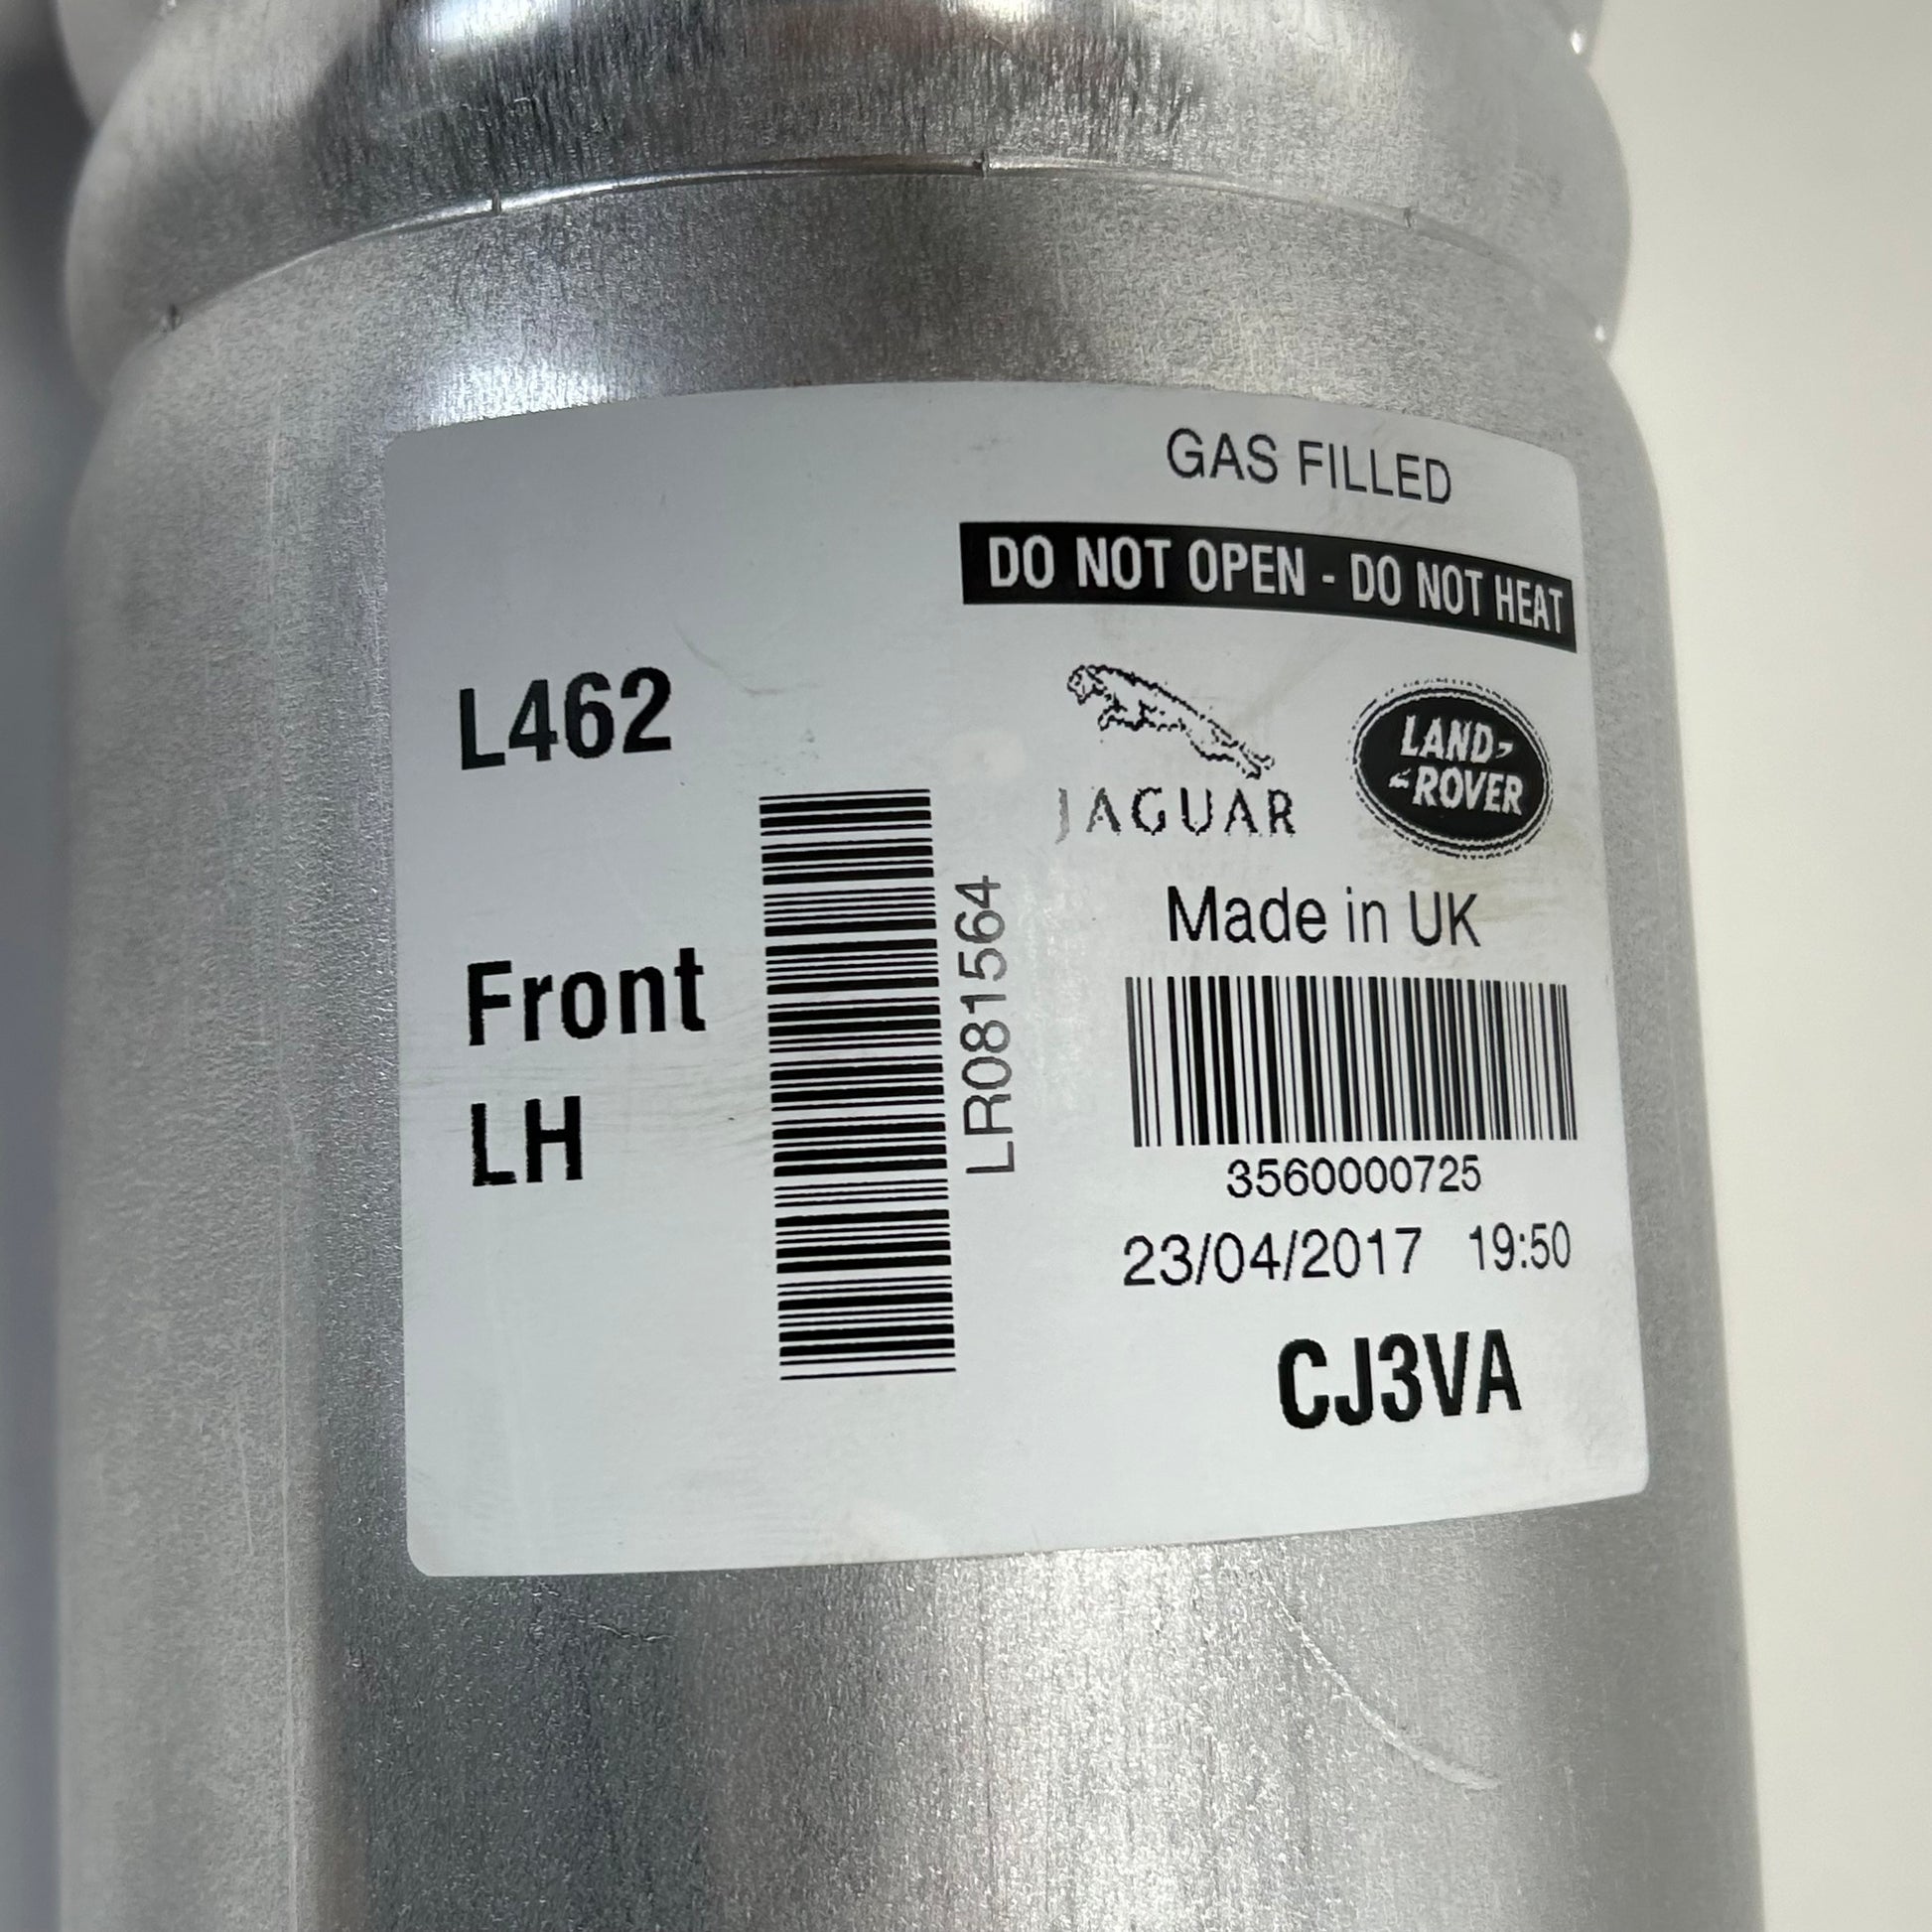 GAS FILLED
DO NOT OPEN - DO NOT HEAT
L462
JAGUAR
LAND-
ROVER
Front
LH
LR081564
Made in UK
3560000725
23/04/2017 19:50
CJ3VA